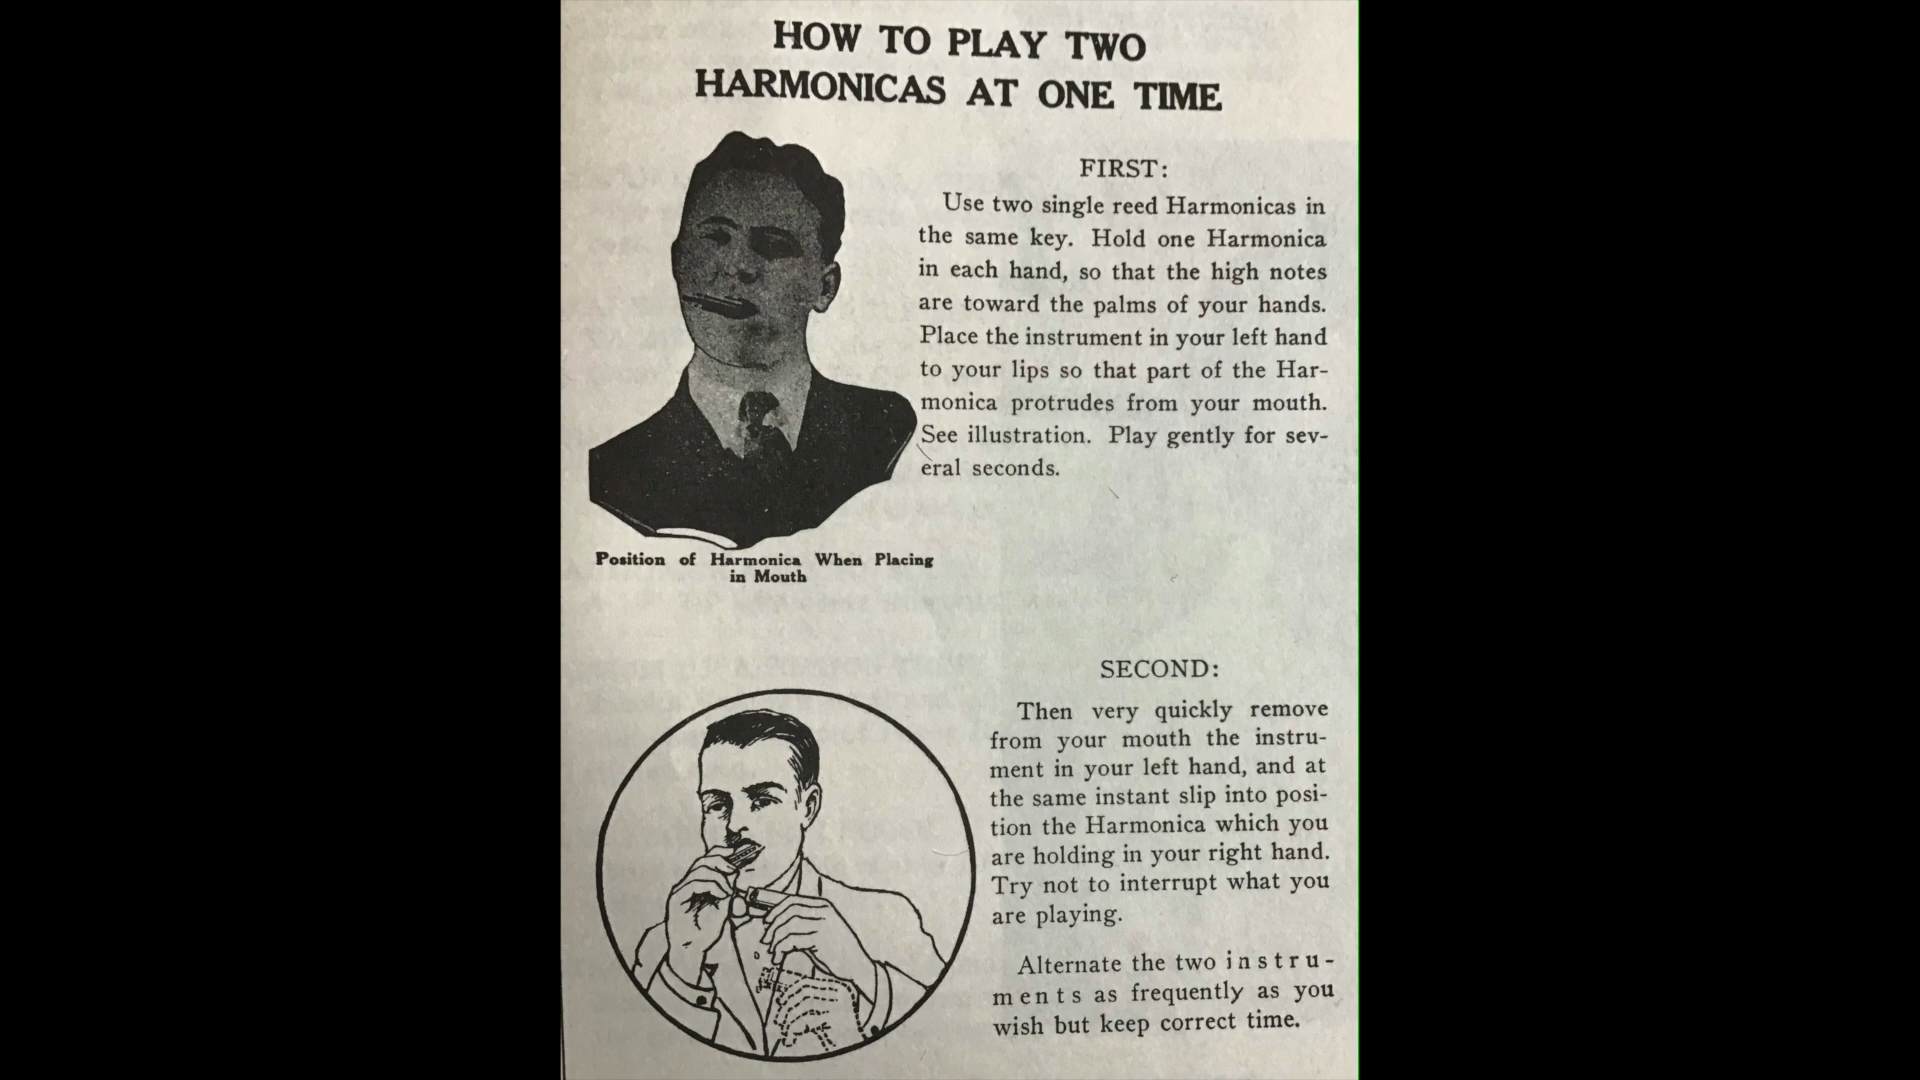 HOW TO PLAY TWO
HARMONICAS AT ONE TIME
FIRST:
Use two single reed Harmonicas in
the same key. Hold one Harmonica
in each hand, so that the high notes
are toward the palms of your hands.
Place the instrument in your left hand
to your lips so that part of the Har-
monica protrudes from your mouth.
See illustration. Play gently for sev-
eral seconds.
Position of Harmonica When Placing
in Mouth
SECOND:
Then very quickly remove
from your mouth the instru-
ment in your left hand, and at
the same instant slip into posi-
tion the Harmonica which you
are holding in your right hand.
Try not to interrupt what you
are playing.
Alternate the two instru-
ments as frequently as you
wish but keep correct time.